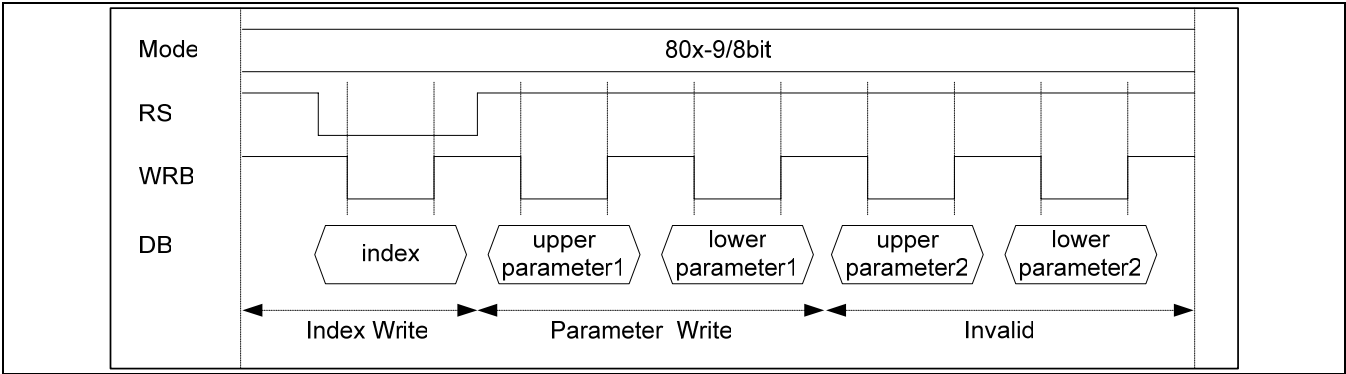 Mode
80x-9/8bit
RS
WRB
DB
index
upper
parameter1
lower
parameter1
upper
parameter2
lower
parameter2
Index Write
Parameter Write
Invalid